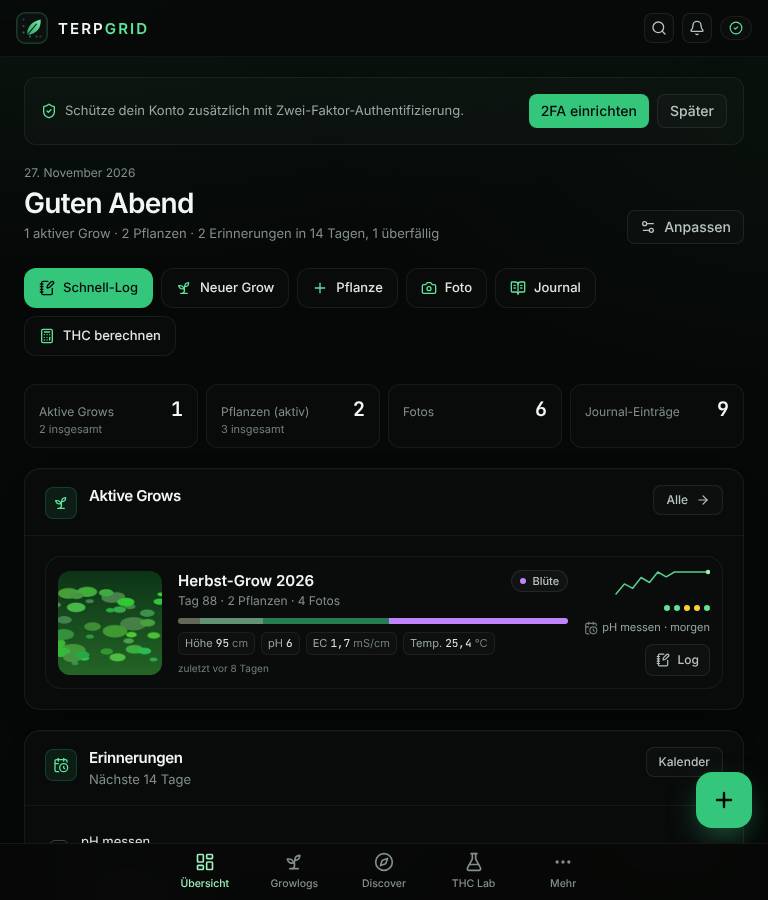 TERPGRID
Schütze dein Konto zusätzlich mit Zwei-Faktor-Authentifizierung.
2FA einrichten
Später
27. November 2026
Guten Abend
1 aktiver Grow · 2 Pflanzen · 2 Erinnerungen in 14 Tagen, 1 überfällig
Anpassen
Schnell-Log
Neuer Grow
Pflanze
Foto
Journal
THC berechnen
Aktive Grows
1
2 insgesamt
Pflanzen (aktiv)
2
3 insgesamt
Fotos
6
Journal-Einträge
9
Aktive Grows
Alle
Herbst-Grow 2026
Blüte
Tag 88 · 2 Pflanzen · 4 Fotos
Höhe 95 cm
pH 6
EC 1,7 mS/cm
Temp. 25,4 °C
zuletzt vor 8 Tagen
pH messen · morgen
Log
Erinnerungen
Nächste 14 Tage
Kalender
pH messen
Übersicht
Growlogs
Discover
THC Lab
Mehr